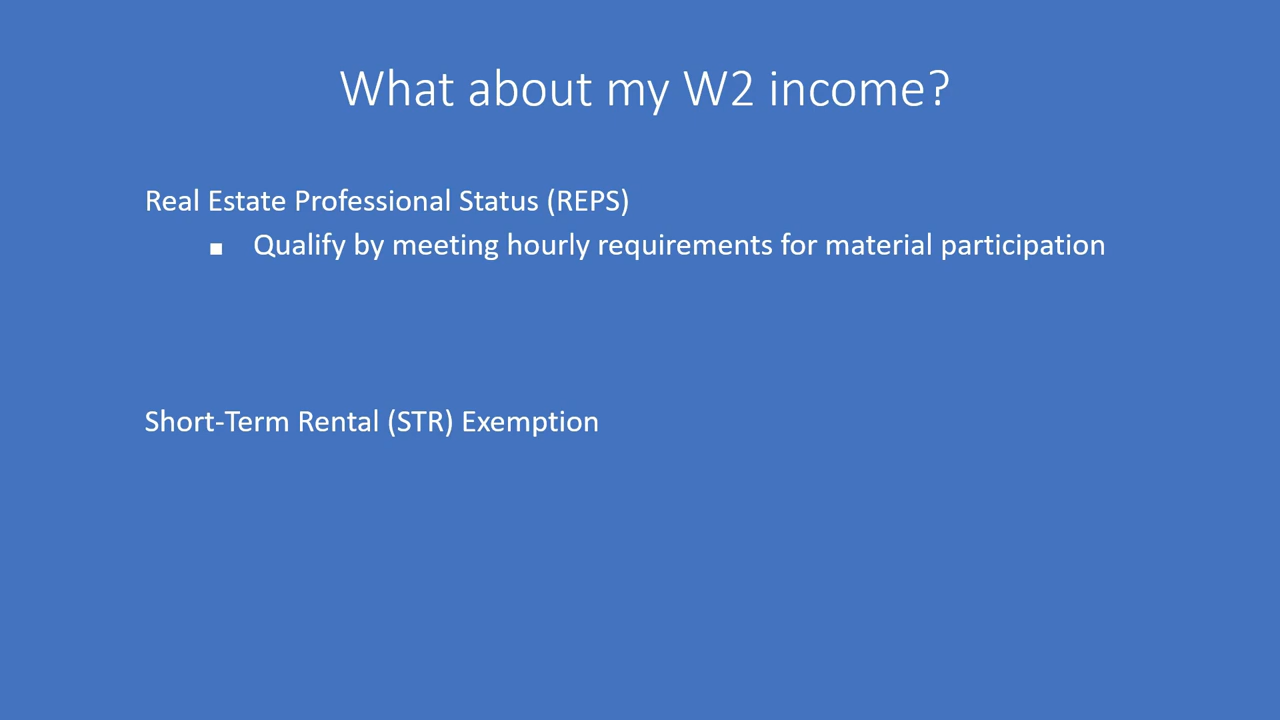 What about my W2 income?
Real Estate Professional Status (REPS)
▪ Qualify by meeting hourly requirements for material participation
Short-Term Rental (STR) Exemption